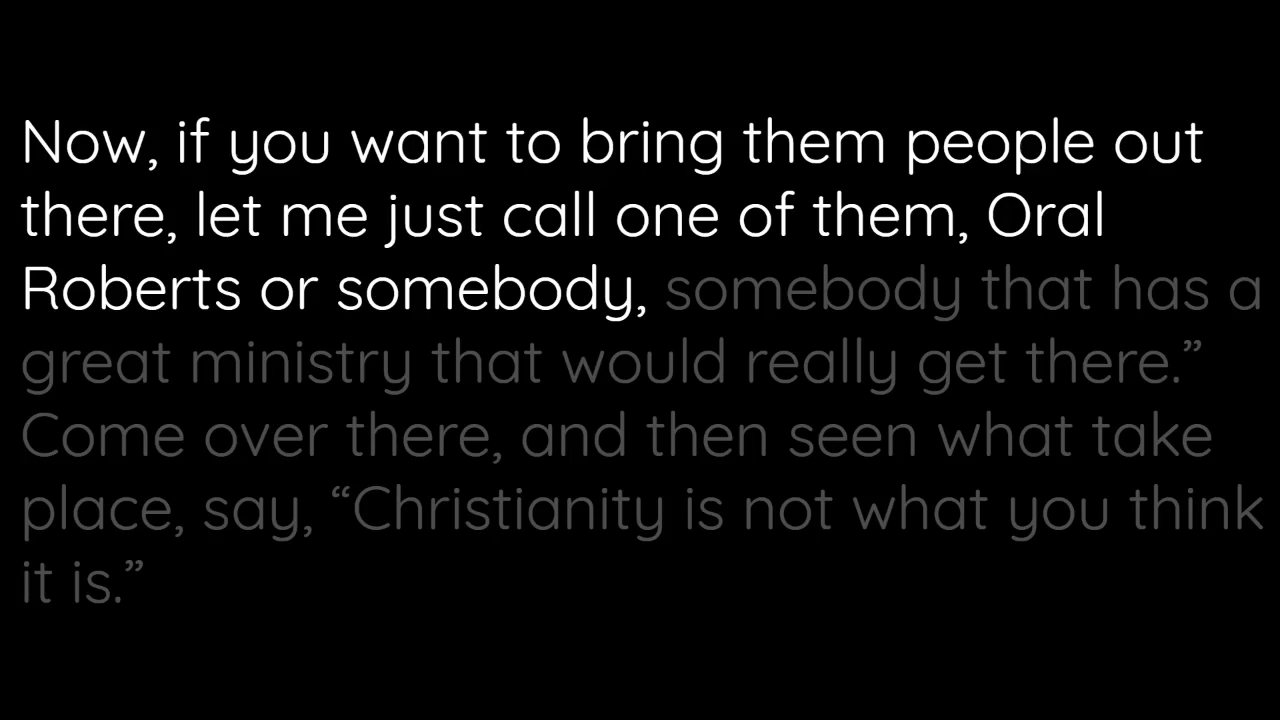 Now, if you want to bring them people out
there, let me just call one of them, Oral
Roberts or somebody, somebody that has a
great ministry that would really get there.”
Come over there, and then seen what take
place, say, “Christianity is not what you think
it is.”